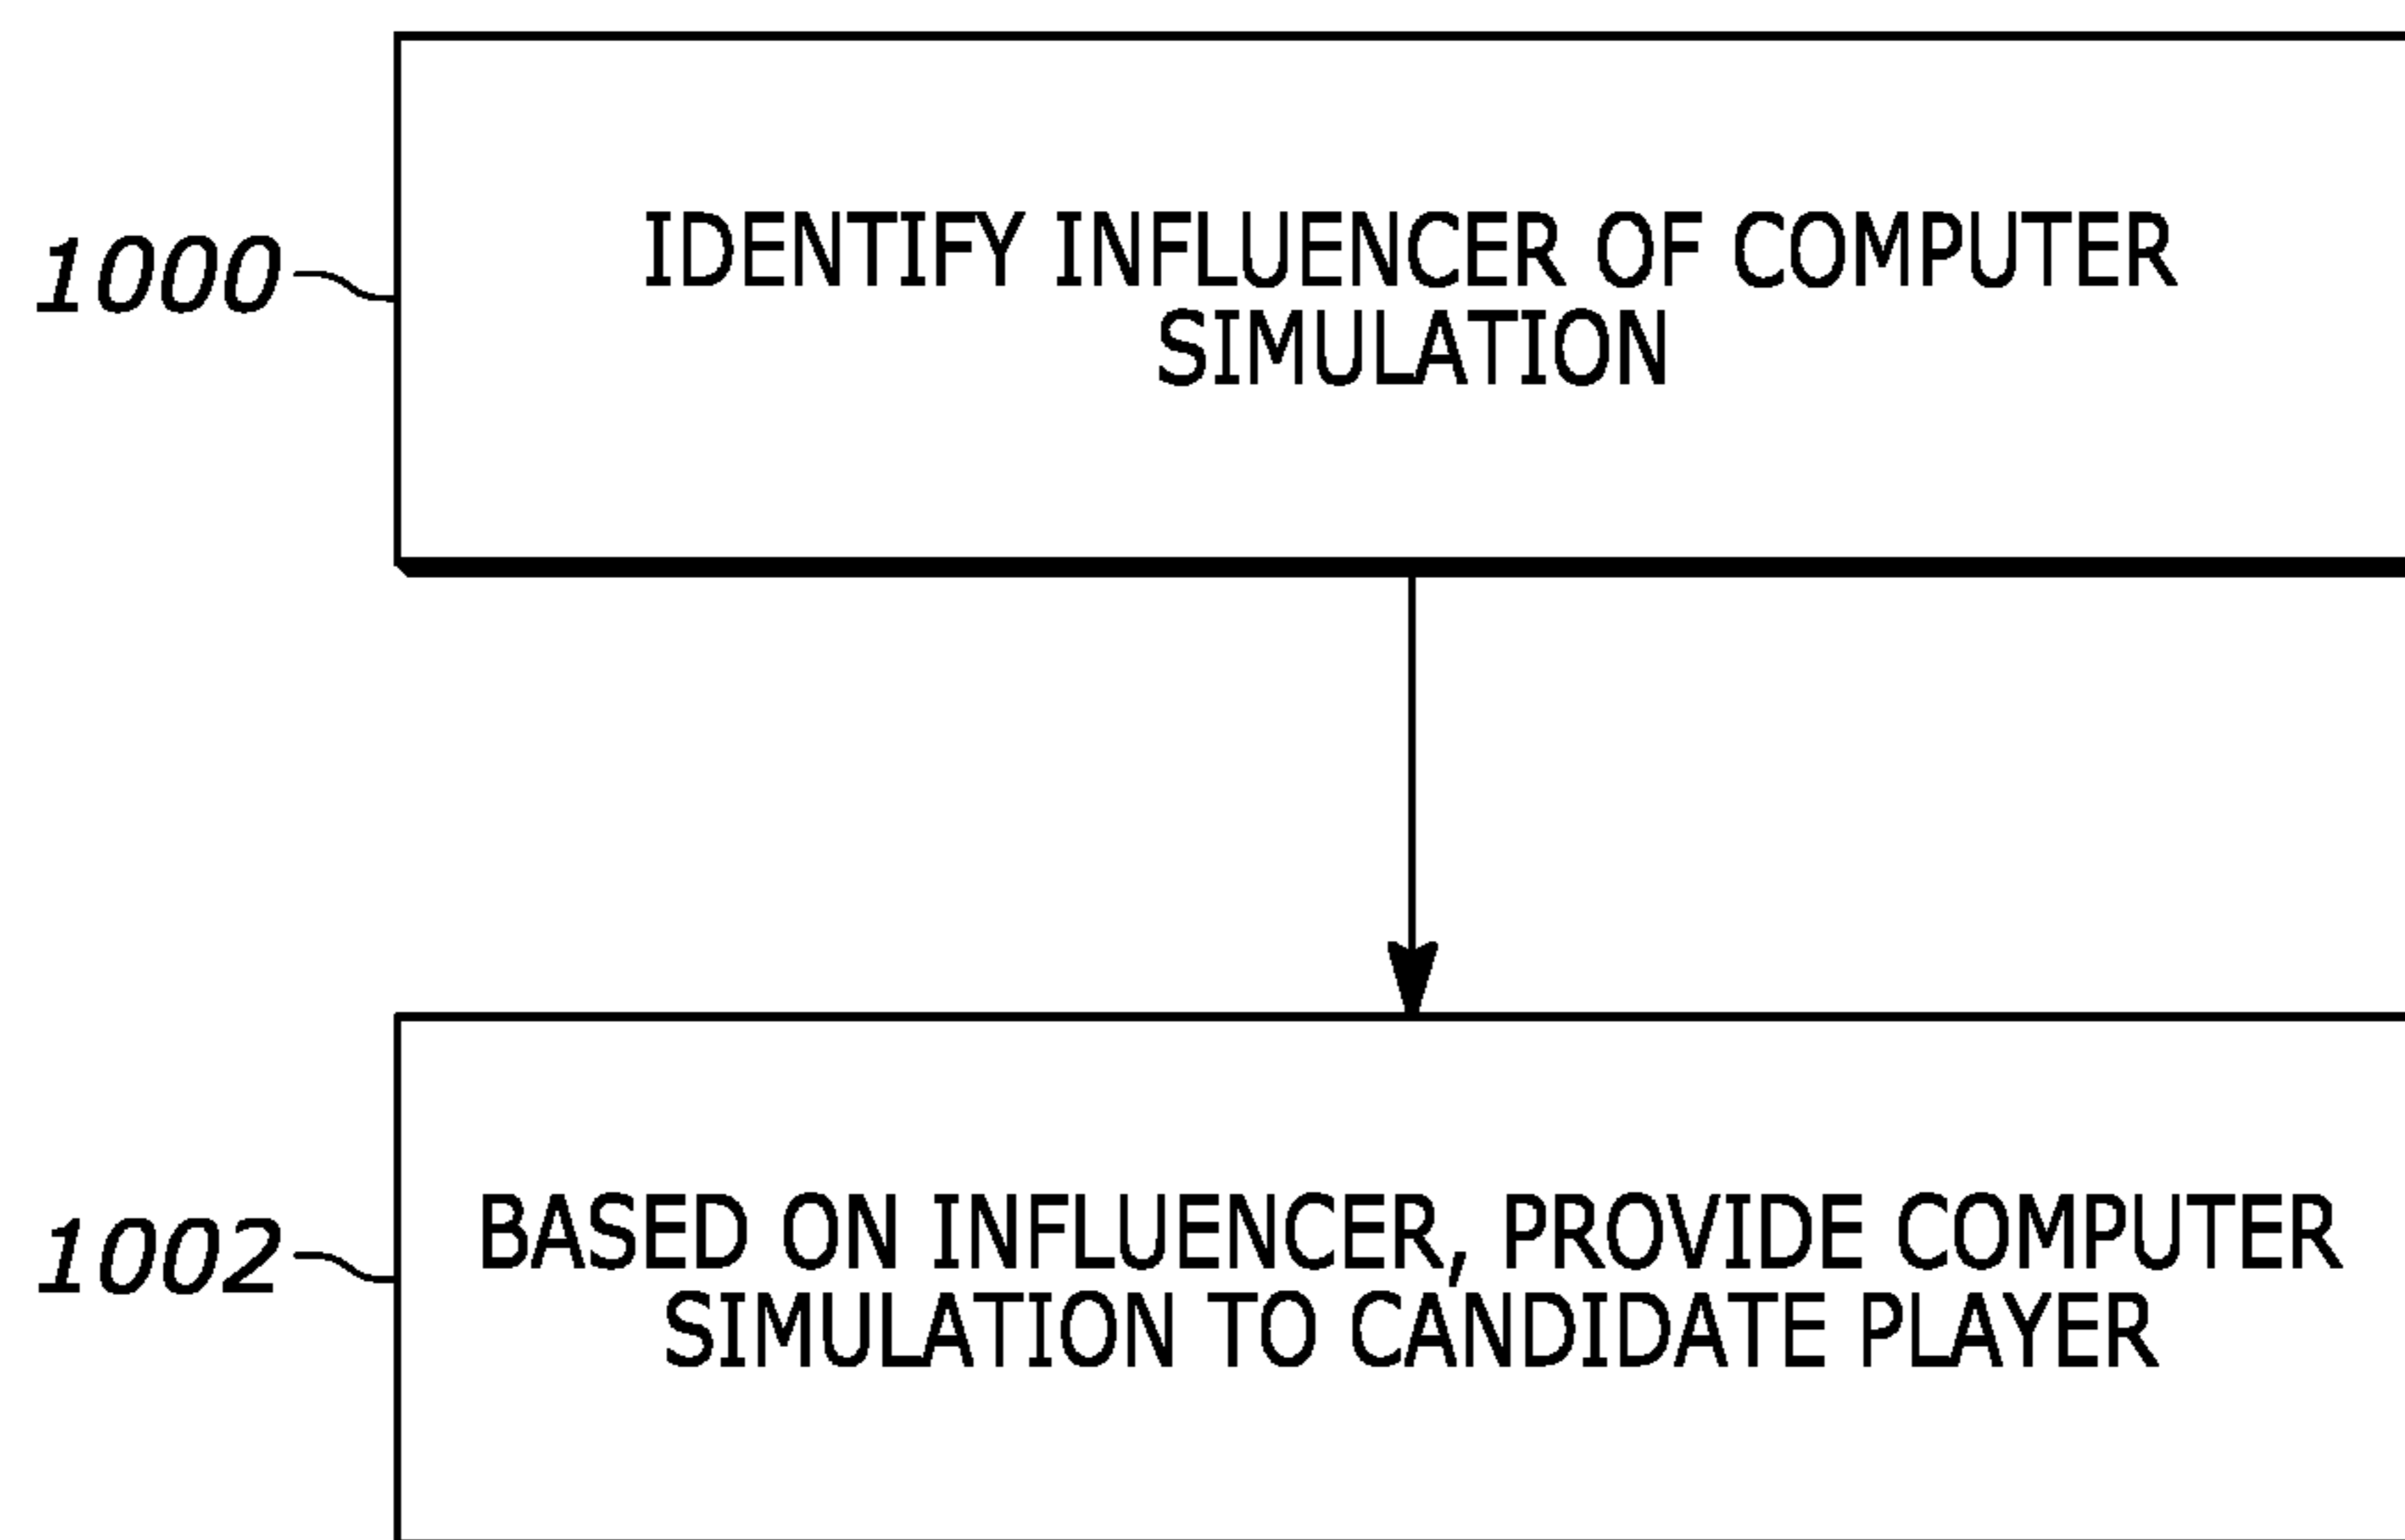 1000
IDENTIFY INFLUENCER OF COMPUTER
SIMULATION
1002
BASED ON INFLUENCER, PROVIDE COMPUTER
SIMULATION TO CANDIDATE PLAYER